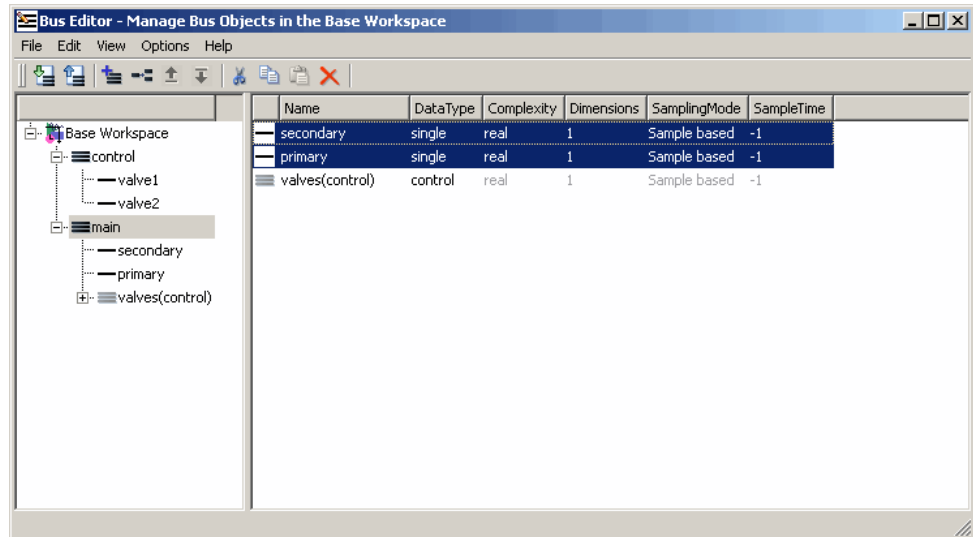 Bus Editor - Manage Bus Objects in the Base Workspace
File Edit View Options Help
Name DataType Complexity Dimensions SamplingMode SampleTime
Base Workspace
control
valve1
valve2
main
secondary
primary
valves(control)
secondary single real 1 Sample based -1
primary single real 1 Sample based -1
valves(control) control real 1 Sample based -1